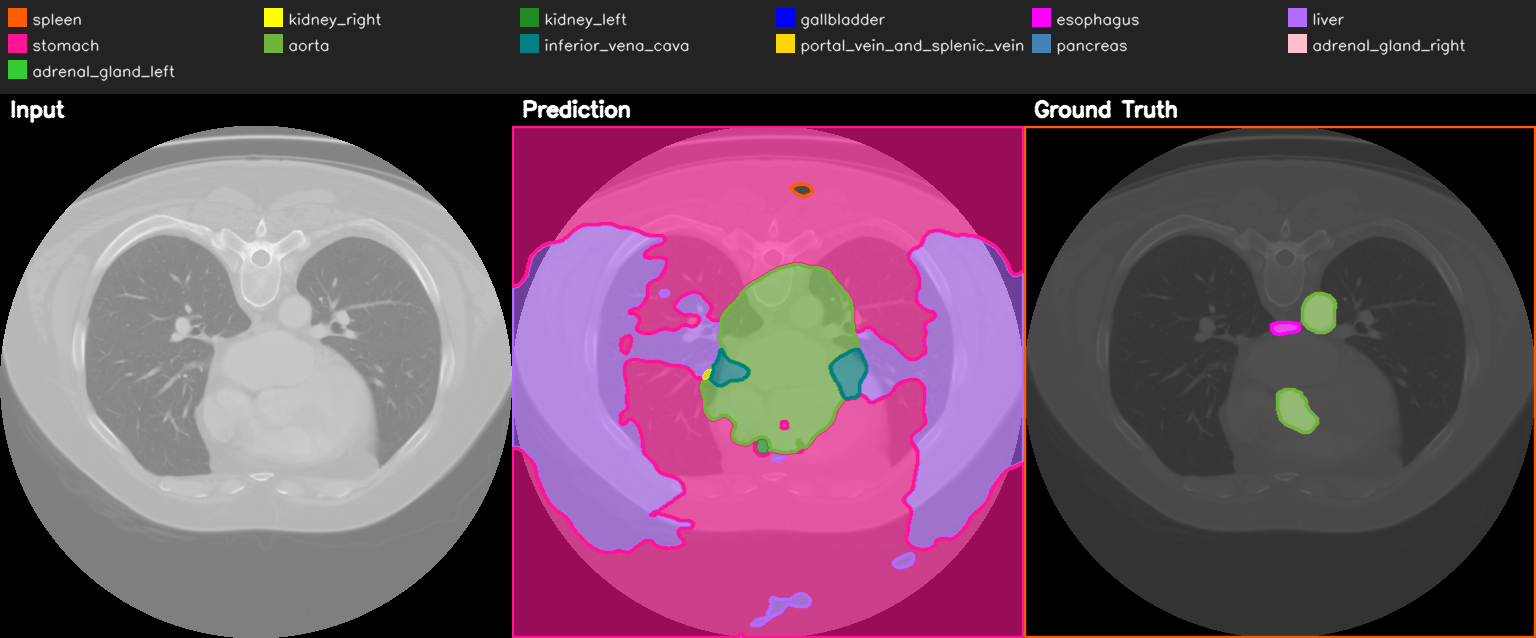 spleen kidney_right kidney_left gallbladder esophagus liver
stomach aorta inferior_vena_cava portal_vein_and_splenic_vein pancreas adrenal_gland_right
adrenal_gland_left
Input Prediction Ground Truth